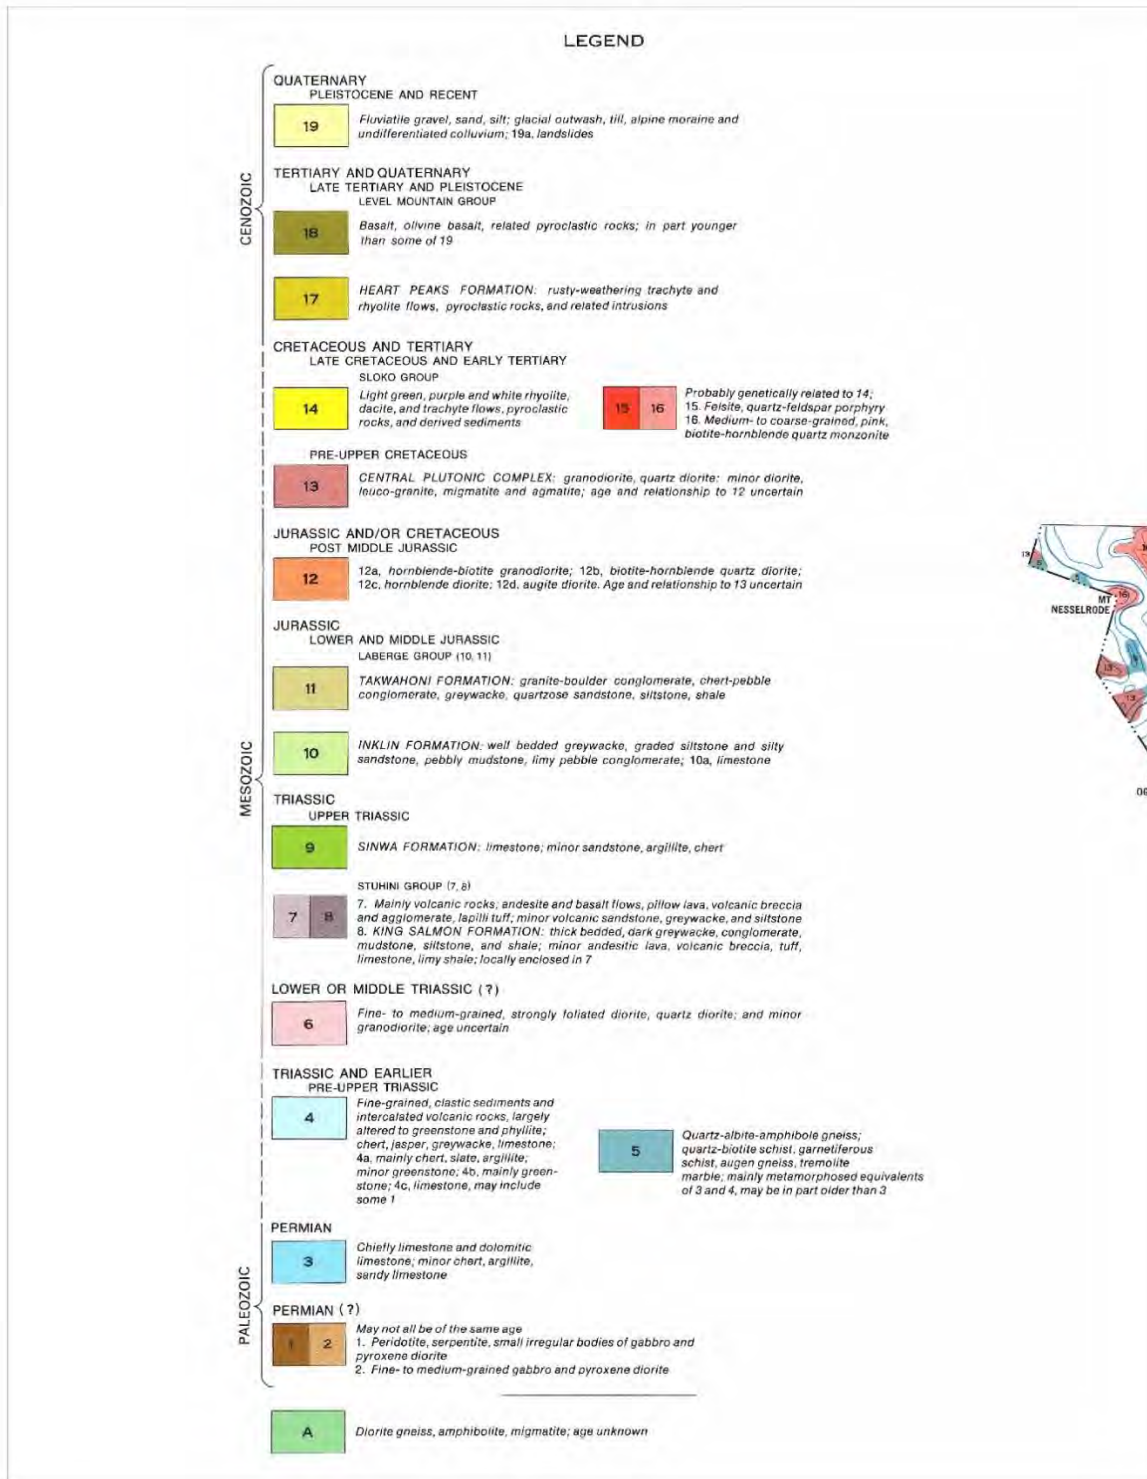 LEGEND
QUATERNARY
PLEISTOCENE AND RECENT
19
Fluviatile gravel, sand, silt; glacial outwash, till, alpine moraine and
undifferentiated colluvium; 19a, landslides
CENOZOIC
TERTIARY AND QUATERNARY
LATE TERTIARY AND PLEISTOCENE
LEVEL MOUNTAIN GROUP
18
Basalt, olivine basalt, related pyroclastic rocks; in part younger
than some of 19
17
HEART PEAKS FORMATION: rusty-weathering trachyte and
rhyolite flows, pyroclastic rocks, and related intrusions
CRETACEOUS AND TERTIARY
LATE CRETACEOUS AND EARLY TERTIARY
SLOKO GROUP
14
Light green, purple and white rhyolite,
dacite, and trachyte flows, pyroclastic
rocks, and derived sediments
15 16
Probably genetically related to 14;
15. Felsite, quartz-feldspar porphyry
16. Medium- to coarse-grained, pink,
biotite-hornblende quartz monzonite
PRE-UPPER CRETACEOUS
13
CENTRAL PLUTONIC COMPLEX: granodiorite, quartz diorite; minor diorite,
leuco-granite, migmatite and agmatite; age and relationship to 12 uncertain
JURASSIC AND/OR CRETACEOUS
POST MIDDLE JURASSIC
12
12a, hornblende-biotite granodiorite; 12b, biotite-hornblende quartz diorite;
12c, hornblende diorite; 12d, augite diorite. Age and relationship to 13 uncertain
JURASSIC
LOWER AND MIDDLE JURASSIC
LABERGE GROUP (10, 11)
11
TAKWAHONI FORMATION: granite-boulder conglomerate, chert-pebble
conglomerate, greywacke, quartzose sandstone, siltstone, shale
10
INKLIN FORMATION: well bedded greywacke, graded siltstone and silty
sandstone, pebbly mudstone, limy pebble conglomerate; 10a, limestone
MESOZOIC
TRIASSIC
UPPER TRIASSIC
9
SINWA FORMATION: limestone; minor sandstone, argillite, chert
STUHINI GROUP (7, 8)
7 8
7. Mainly volcanic rocks; andesite and basalt flows, pillow lava, volcanic breccia
and agglomerate, lapilli tuff; minor volcanic sandstone, greywacke, and siltstone
8. KING SALMON FORMATION: thick bedded, dark greywacke, conglomerate,
mudstone, siltstone, and shale; minor andesitic lava, volcanic breccia, tuff,
limestone, limy shale; locally enclosed in 7
LOWER OR MIDDLE TRIASSIC (?)
6
Fine- to medium-grained, strongly foliated diorite, quartz diorite; and minor
granodiorite; age uncertain
TRIASSIC AND EARLIER
PRE-UPPER TRIASSIC
4
Fine-grained, clastic sediments and
intercalated volcanic rocks, largely
altered to greenstone and phyllite;
chert, jasper, greywacke, limestone;
4a, mainly chert, slate, argillite;
minor greenstone; 4b, mainly green-
stone; 4c, limestone, may include
some 1
5
Quartz-albite-amphibole gneiss;
quartz-biotite schist, garnetiferous
schist, augen gneiss, tremolite
marble; mainly metamorphosed equivalents
of 3 and 4, may be in part older than 3
PERMIAN
3
Chiefly limestone and dolomitic
limestone; minor chert, argillite,
sandy limestone
PALEOZOIC
PERMIAN (?)
1 2
May not all be of the same age
1. Peridotite, serpentite, small irregular bodies of gabbro and
pyroxene diorite
2. Fine- to medium-grained gabbro and pyroxene diorite
A
Diorite gneiss, amphibolite, migmatite; age unknown
13
MT
NESSELRODE
16
13
13